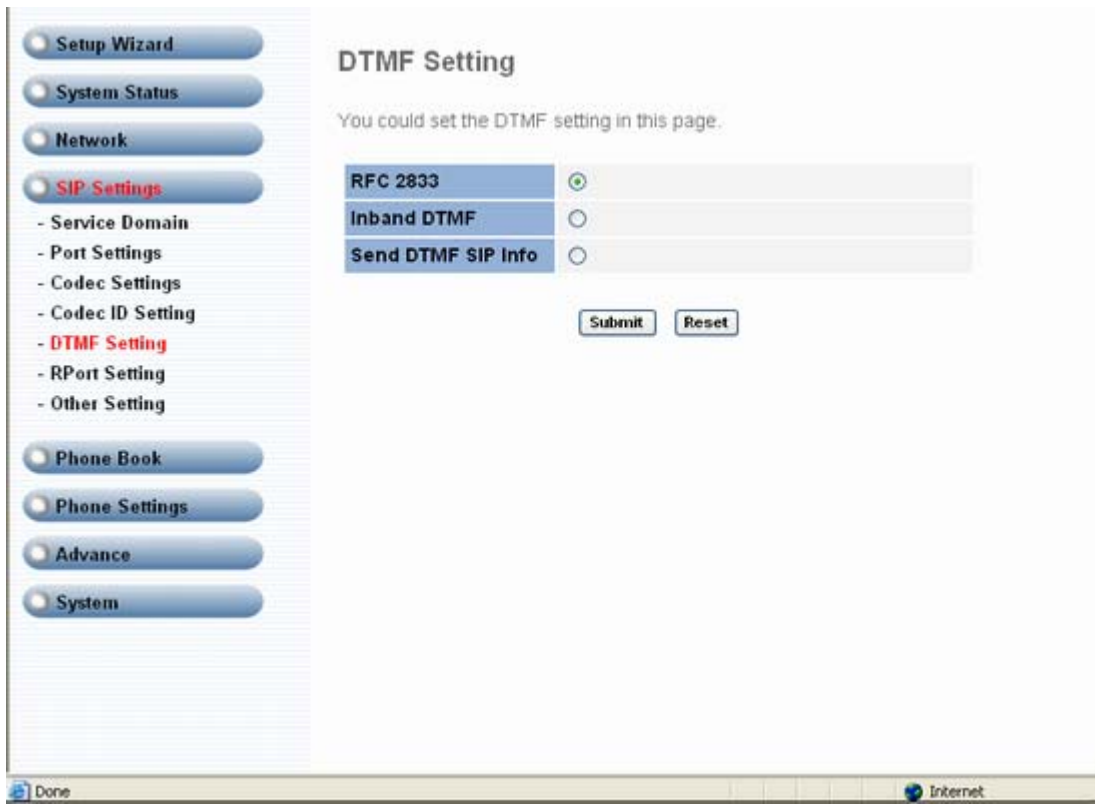 Setup Wizard
System Status
Network
SIP Settings
- Service Domain
- Port Settings
- Codec Settings
- Codec ID Setting
- DTMF Setting
- RPort Setting
- Other Setting
Phone Book
Phone Settings
Advance
System
DTMF Setting
You could set the DTMF setting in this page.
RFC 2833
Inband DTMF
Send DTMF SIP Info
Submit Reset
Done Internet